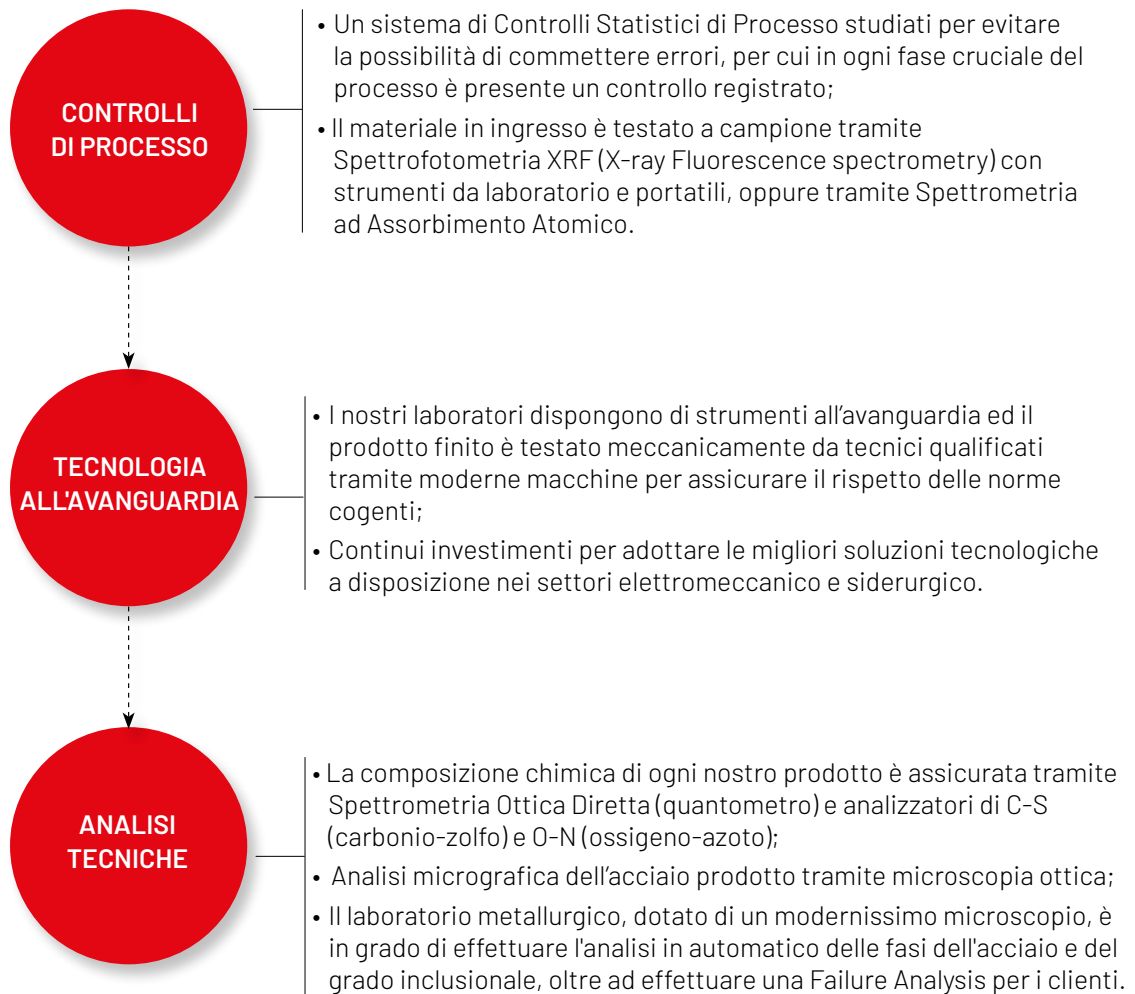 CONTROLLI
DI PROCESSO
• Un sistema di Controlli Statistici di Processo studiati per evitare
la possibilità di commettere errori, per cui in ogni fase cruciale del
processo è presente un controllo registrato;
• Il materiale in ingresso è testato a campione tramite
Spettrofotometria XRF (X-ray Fluorescence spectrometry) con
strumenti da laboratorio e portatili, oppure tramite Spettrometria
ad Assorbimento Atomico.
TECNOLOGIA
ALL'AVANGUARDIA
• I nostri laboratori dispongono di strumenti all’avanguardia ed il
prodotto finito è testato meccanicamente da tecnici qualificati
tramite moderne macchine per assicurare il rispetto delle norme
cogenti;
• Continui investimenti per adottare le migliori soluzioni tecnologiche
a disposizione nei settori elettromeccanico e siderurgico.
ANALISI
TECNICHE
• La composizione chimica di ogni nostro prodotto è assicurata tramite
Spettrometria Ottica Diretta (quantometro) e analizzatori di C-S
(carbonio-zolfo) e O-N (ossigeno-azoto);
• Analisi micrografica dell’acciaio prodotto tramite microscopia ottica;
• Il laboratorio metallurgico, dotato di un modernissimo microscopio, è
in grado di effettuare l'analisi in automatico delle fasi dell'acciaio e del
grado inclusionale, oltre ad effettuare una Failure Analysis per i clienti.